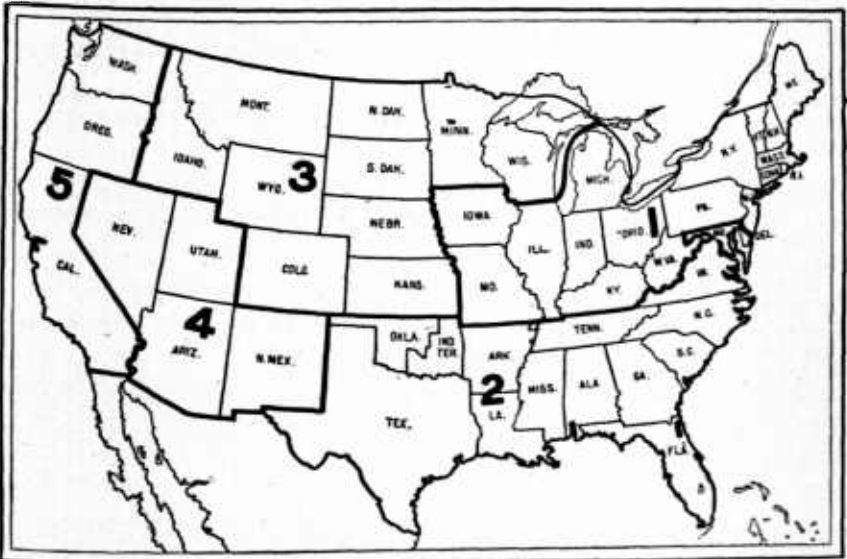 WASH.
OREG.
CAL.
5
NEV.
IDAHO.
MONT.
WYO.
3
UTAH.
COLO.
4
ARIZ.
N.MEX.
N.DAK.
S.DAK.
NEBR.
KANS.
OKLA.
IND.
TER.
TEX.
MINN.
IOWA.
MO.
ARK.
2
LA.
WIS.
ILL.
MICH.
IND.
OHIO.
KY.
TENN.
MISS.
ALA
GA.
FLA.
S.C.
N.C.
VA.
W.VA.
PA.
N.Y.
DEL.
ME.
VT.
N.H.
MASS.
CONN.
R.I.